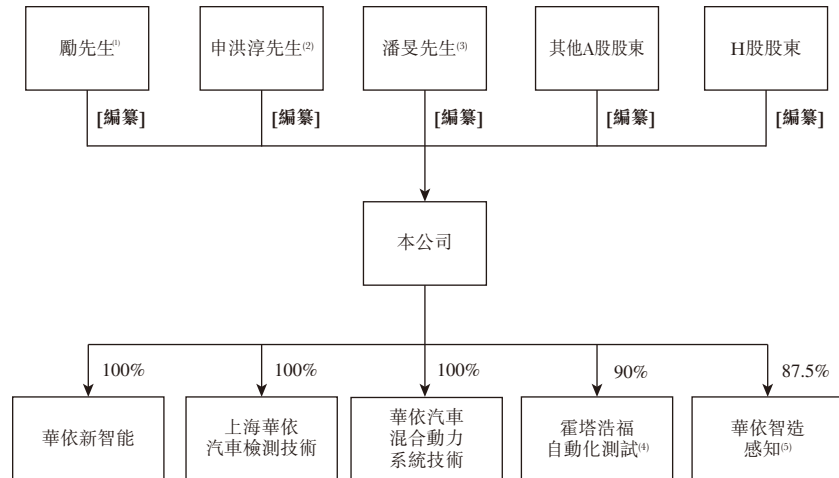 勵先生⁽¹⁾
申洪淳先生⁽²⁾
潘旻先生⁽³⁾
其他A股股東
H股股東
[編纂]
[編纂]
[編纂]
[編纂]
[編纂]
本公司
100%
100%
100%
90%
87.5%
華依新智能
上海華依
汽車檢測技術
華依汽車
混合動力
系統技術
霍塔浩福
自動化測試⁽⁴⁾
華依智造
感知⁽⁵⁾